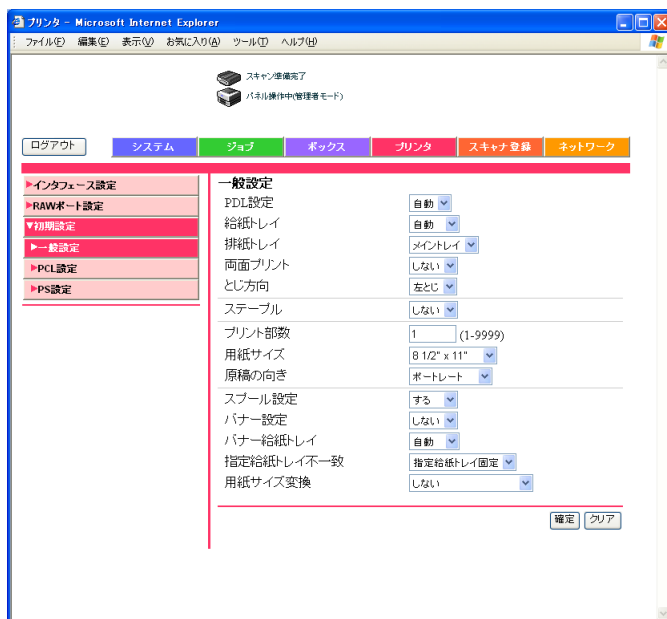 プリンタ - Microsoft Internet Explorer
ファイル(F) 編集(E) 表示(V) お気に入り(A) ツール(T) ヘルプ(H)
スキャン準備完了
パネル操作中(管理者モード)
ログアウト システム ジョブ ボックス プリンタ スキャナ登録 ネットワーク
▶インタフェース設定
▶RAWポート設定
▼初期設定
▶一般設定
▶PCL設定
▶PS設定
一般設定
PDL設定 自動
給紙トレイ 自動
排紙トレイ メイントレイ
両面プリント しない
とじ方向 左とじ
ステープル しない
プリント部数 1 (1-9999)
用紙サイズ 8 1/2" x 11"
原稿の向き ポートレート
スプール設定 する
バナー設定 しない
バナー給紙トレイ 自動
指定給紙トレイ不一致 指定給紙トレイ固定
用紙サイズ変換 しない
確定 クリア